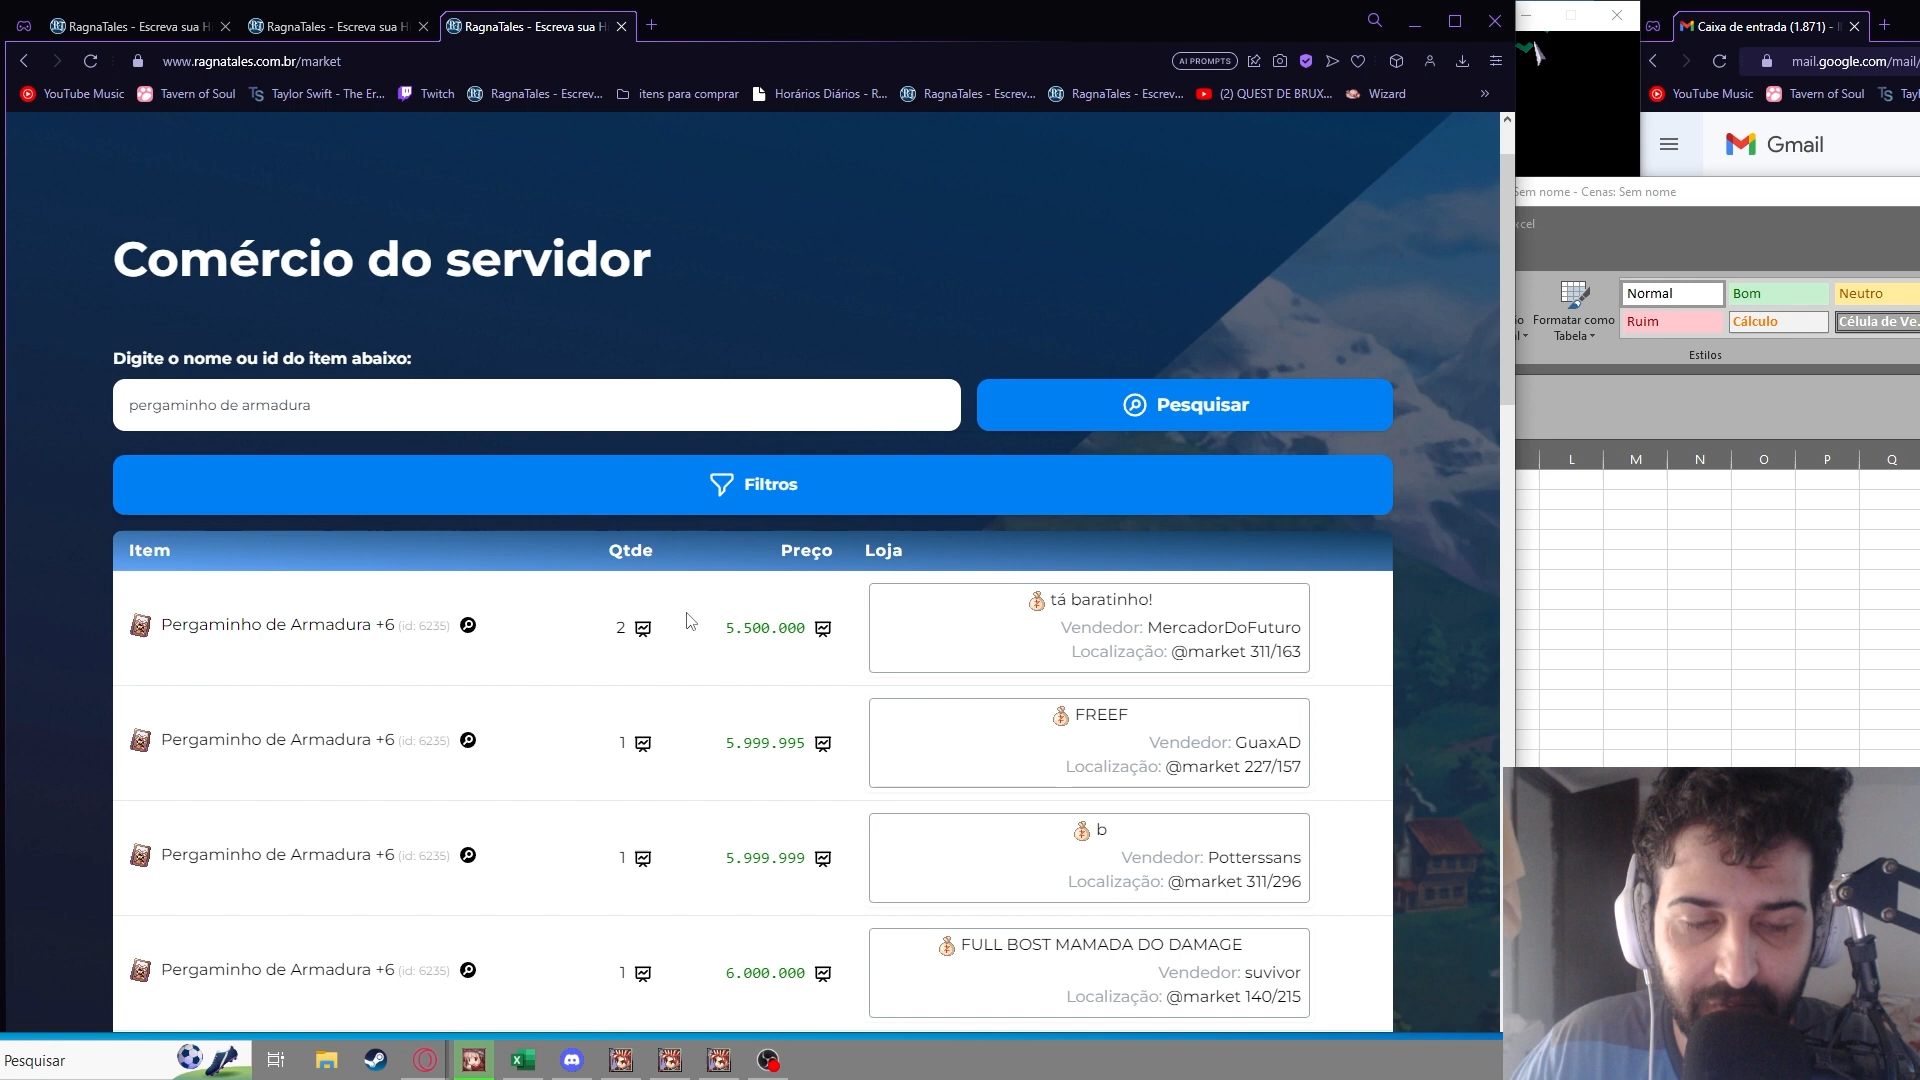 RagnaTales - Escreva sua H
RagnaTales - Escreva sua H
RagnaTales - Escreva sua H
Caixa de entrada (1.871) -
www.ragnatales.com.br/market
AI PROMPTS
mail.google.com/mail/
YouTube Music
Tavern of Soul
Taylor Swift - The Er...
Twitch
RagnaTales - Escrev...
itens para comprar
Horários Diários - R...
RagnaTales - Escrev...
RagnaTales - Escrev...
(2) QUEST DE BRUX...
Wizard
YouTube Music
Tavern of Soul
Tayl
Gmail
Sem nome - Cenas: Sem nome
xcel
Comércio do servidor
Digite o nome ou id do item abaixo:
pergaminho de armadura
Pesquisar
Filtros
Item Qtde Preço Loja
Pergaminho de Armadura +6 (id: 6235) 2 5.500.000
tá baratinho!
Vendedor: MercadorDoFuturo
Localização: @market 311/163
Pergaminho de Armadura +6 (id: 6235) 1 5.999.995
FREEF
Vendedor: GuaxAD
Localização: @market 227/157
Pergaminho de Armadura +6 (id: 6235) 1 5.999.999
b
Vendedor: Potterssans
Localização: @market 311/296
Pergaminho de Armadura +6 (id: 6235) 1 6.000.000
FULL BOST MAMADA DO DAMAGE
Vendedor: suvivor
Localização: @market 140/215
Formatar como
Tabela
Normal
Bom
Neutro
Ruim
Cálculo
Célula de Ve...
Estilos
L M N O P Q
Pesquisar